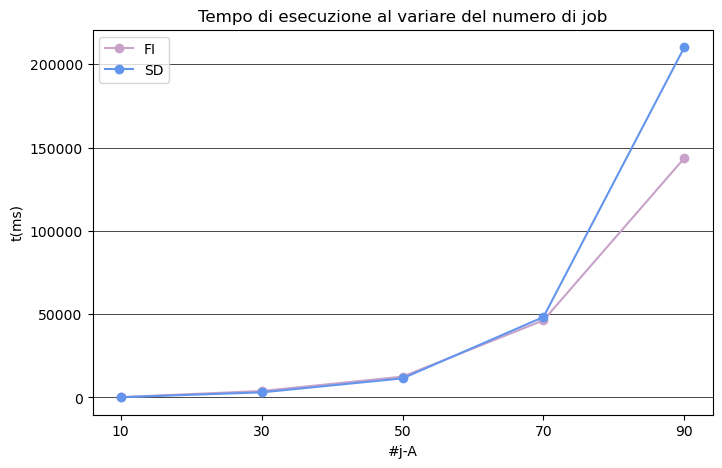 Tempo di esecuzione al variare del numero di job
FI
SD
200000
150000
100000
50000
0
t(ms)
10 30 50 70 90
#j-A